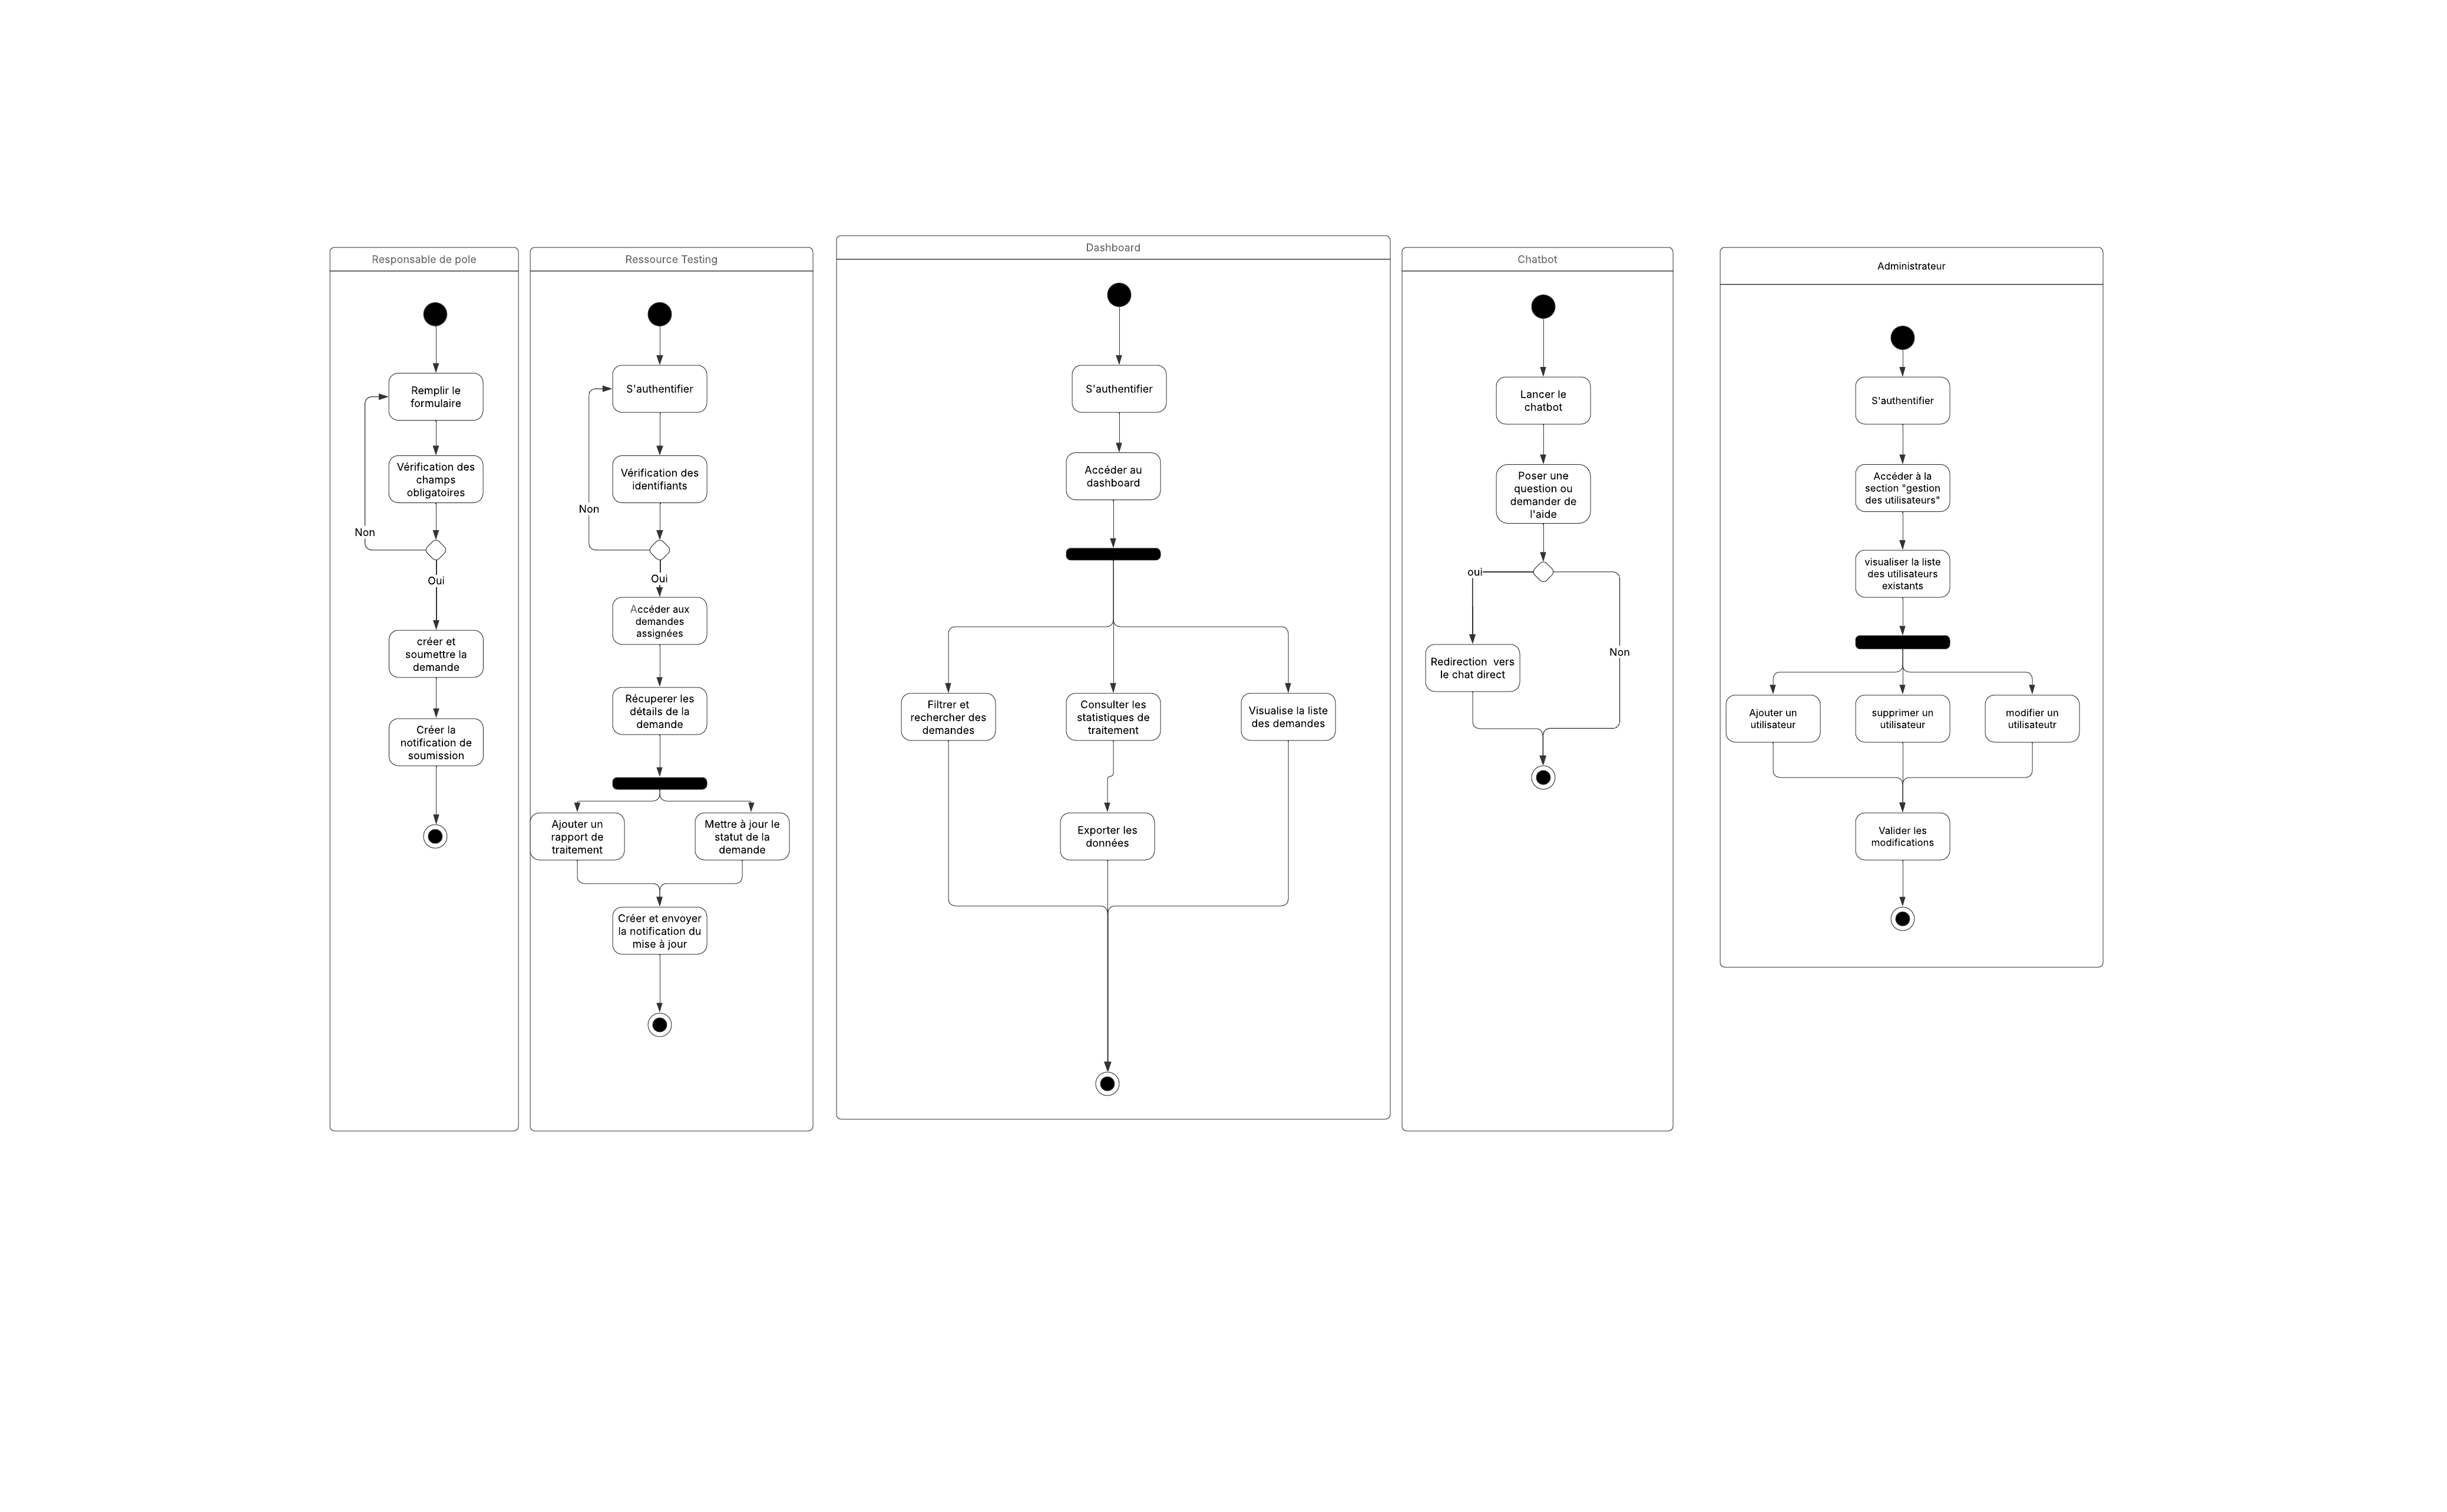 Responsable de pole
Remplir le
formulaire
Vérification des
champs
obligatoires
Non
Oui
créer et
soumettre la
demande
Créer la
notification de
soumission
Ressource Testing
S'authentifier
Vérification des
identifiants
Non
Oui
Accéder aux
demandes
assignées
Récuperer les
détails de la
demande
Ajouter un
rapport de
traitement
Mettre à jour le
statut de la
demande
Créer et envoyer
la notification du
mise à jour
Dashboard
S'authentifier
Accéder au
dashboard
Filtrer et
rechercher des
demandes
Consulter les
statistiques de
traitement
Visualise la liste
des demandes
Exporter les
données
Chatbot
Lancer le
chatbot
Poser une
question ou
demander de
l'aide
oui
Non
Redirection  vers
le chat direct
Administrateur
S'authentifier
Accéder à la
section "gestion
des utilisateurs"
visualiser la liste
des utilisateurs
existants
Ajouter un
utilisateur
supprimer un
utilisateur
modifier un
utilisateutr
Valider les
modifications